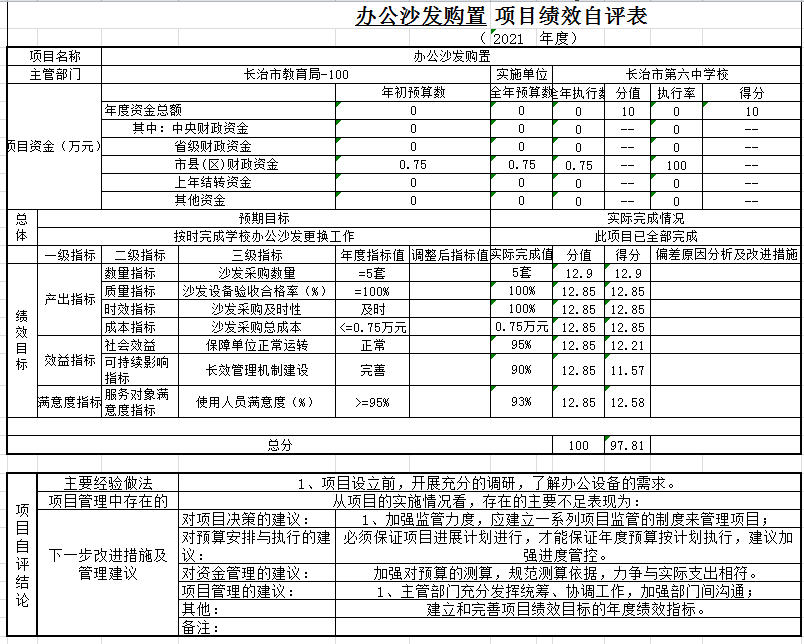 办公沙发购置 项目绩效自评表
（ 2021 年度）
项目名称 办公沙发购置
主管部门 长治市教育局-100 实施单位 长治市第六中学校
项目资金（万元） 年初预算数 全年预算数 全年执行数 分值 执行率 得分
年度资金总额 0 0 0 10 0 10
其中：中央财政资金 0 0 0 -- 0 --
省级财政资金 0 0 0 -- 0 --
市县(区)财政资金 0.75 0.75 0.75 -- 100 --
上年结转资金 0 0 0 -- 0 --
其他资金 0 0 0 -- 0 --
总体 预期目标 实际完成情况
按时完成学校办公沙发更换工作 此项目已全部完成
绩效目标 一级指标 二级指标 三级指标 年度指标值 调整后指标值 实际完成值 分值 得分 偏差原因分析及改进措施
产出指标 数量指标 沙发采购数量 =5套 5套 12.9 12.9
质量指标 沙发设备验收合格率（%） =100% 100% 12.85 12.85
时效指标 沙发采购及时性 及时 100% 12.85 12.85
成本指标 沙发采购总成本 <=0.75万元 0.75万元 12.85 12.85
效益指标 社会效益 保障单位正常运转 正常 95% 12.85 12.21
可持续影响指标 长效管理机制建设 完善 90% 12.85 11.57
满意度指标 服务对象满意度指标 使用人员满意度（%） >=95% 93% 12.85 12.58
总分 100 97.81
项目自评结论 主要经验做法 1、项目设立前，开展充分的调研，了解办公设备的需求。
项目管理中存在的 从项目的实施情况看，存在的主要不足表现为：
下一步改进措施及管理建议 对项目决策的建议： 1、加强监管力度，应建立一系列项目监管的制度来管理项目；
对预算安排与执行的建议： 必须保证项目进展计划进行，才能保证年度预算按计划执行，建议加强进度管控。
对资金管理的建议： 加强对预算的测算，规范测算依据，力争与实际支出相符。
项目管理的建议： 1、主管部门充分发挥统筹、协调工作，加强部门间沟通；
其他： 建立和完善项目绩效目标的年度绩效指标。
备注：